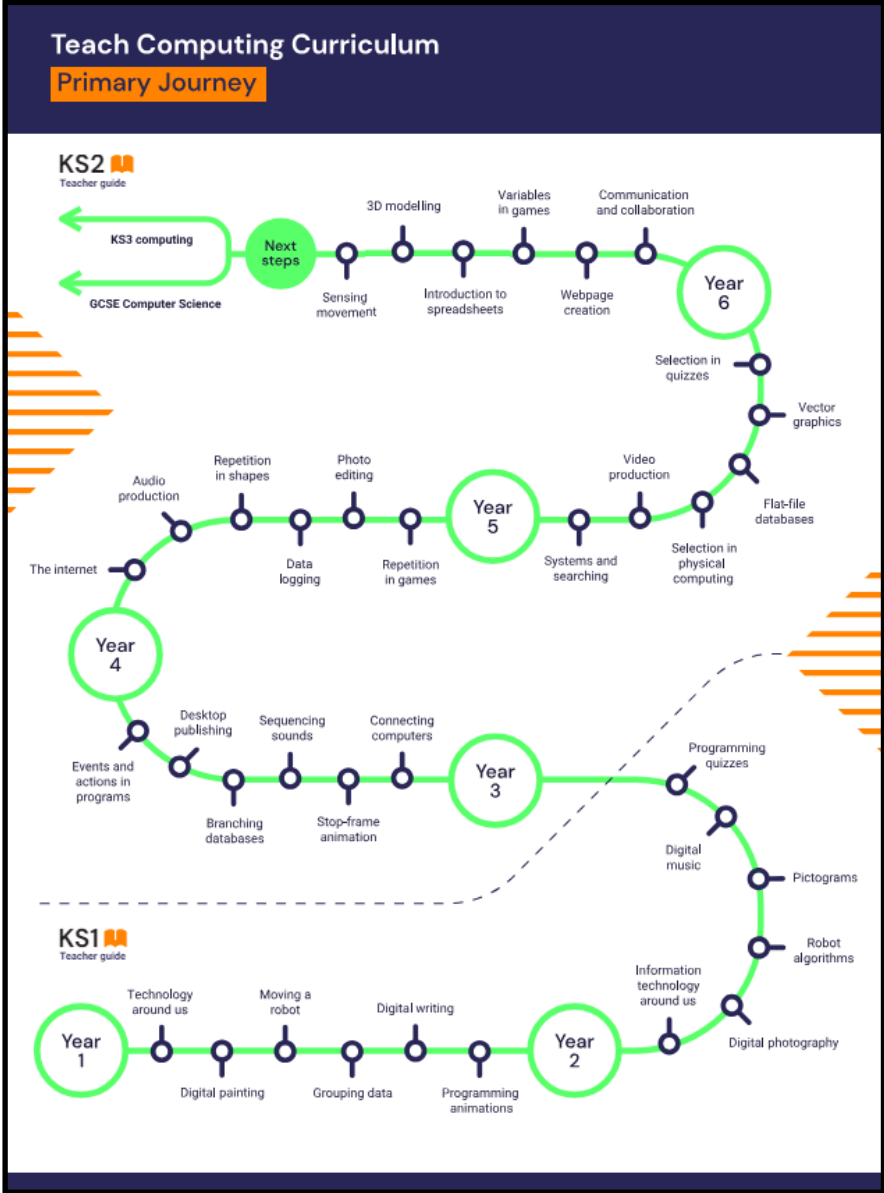 Teach Computing Curriculum
Primary Journey
KS2
Teacher guide
KS3 computing
GCSE Computer Science
Next
steps
Sensing
movement
3D modelling
Introduction to
spreadsheets
Variables
in games
Webpage
creation
Communication
and collaboration
Year
6
Selection in
quizzes
Vector
graphics
Flat-file
databases
Selection in
physical
computing
Video
production
Systems and
searching
Year
5
Repetition
in games
Photo
editing
Data
logging
Repetition
in shapes
Audio
production
The internet
Year
4
Events and
actions in
programs
Desktop
publishing
Branching
databases
Sequencing
sounds
Stop-frame
animation
Connecting
computers
Year
3
Programming
quizzes
Digital
music
Pictograms
Robot
algorithms
Digital photography
Information
technology
around us
KS1
Teacher guide
Year
1
Technology
around us
Digital painting
Moving a
robot
Grouping data
Digital writing
Programming
animations
Year
2